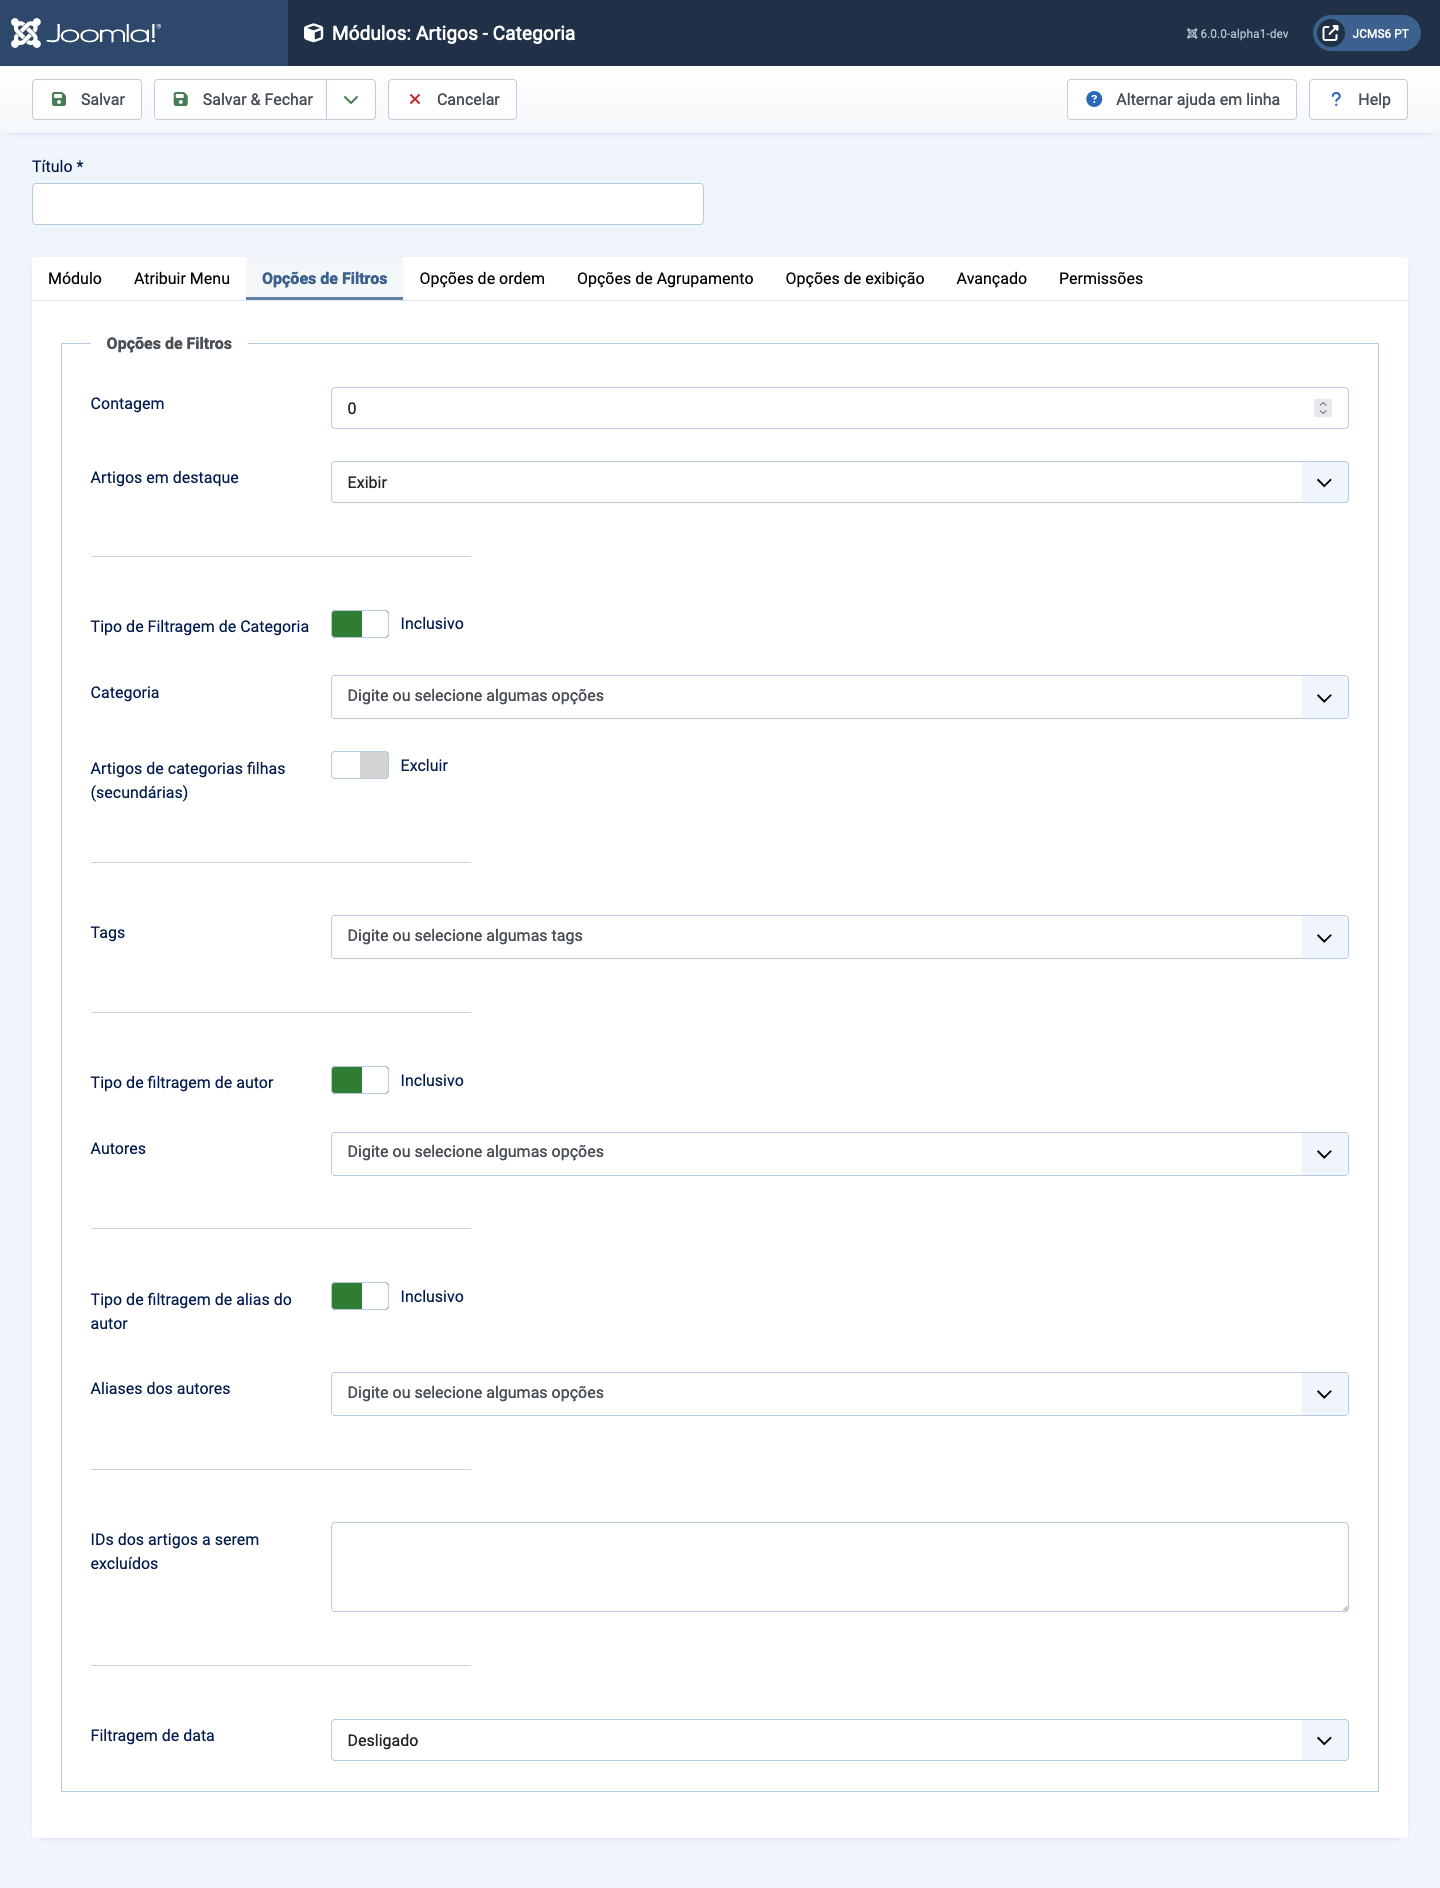 Joomla!®
Módulos: Artigos - Categoria
6.0.0-alpha1-dev
JCMS6 PT
Salvar
Salvar & Fechar
Cancelar
Alternar ajuda em linha
Help
Título *
Módulo
Atribuir Menu
Opções de Filtros
Opções de ordem
Opções de Agrupamento
Opções de exibição
Avançado
Permissões
Opções de Filtros
Contagem
0
Artigos em destaque
Exibir
Tipo de Filtragem de Categoria
Inclusivo
Categoria
Digite ou selecione algumas opções
Artigos de categorias filhas
(secundárias)
Excluir
Tags
Digite ou selecione algumas tags
Tipo de filtragem de autor
Inclusivo
Autores
Digite ou selecione algumas opções
Tipo de filtragem de alias do
autor
Inclusivo
Aliases dos autores
Digite ou selecione algumas opções
IDs dos artigos a serem
excluídos
Filtragem de data
Desligado